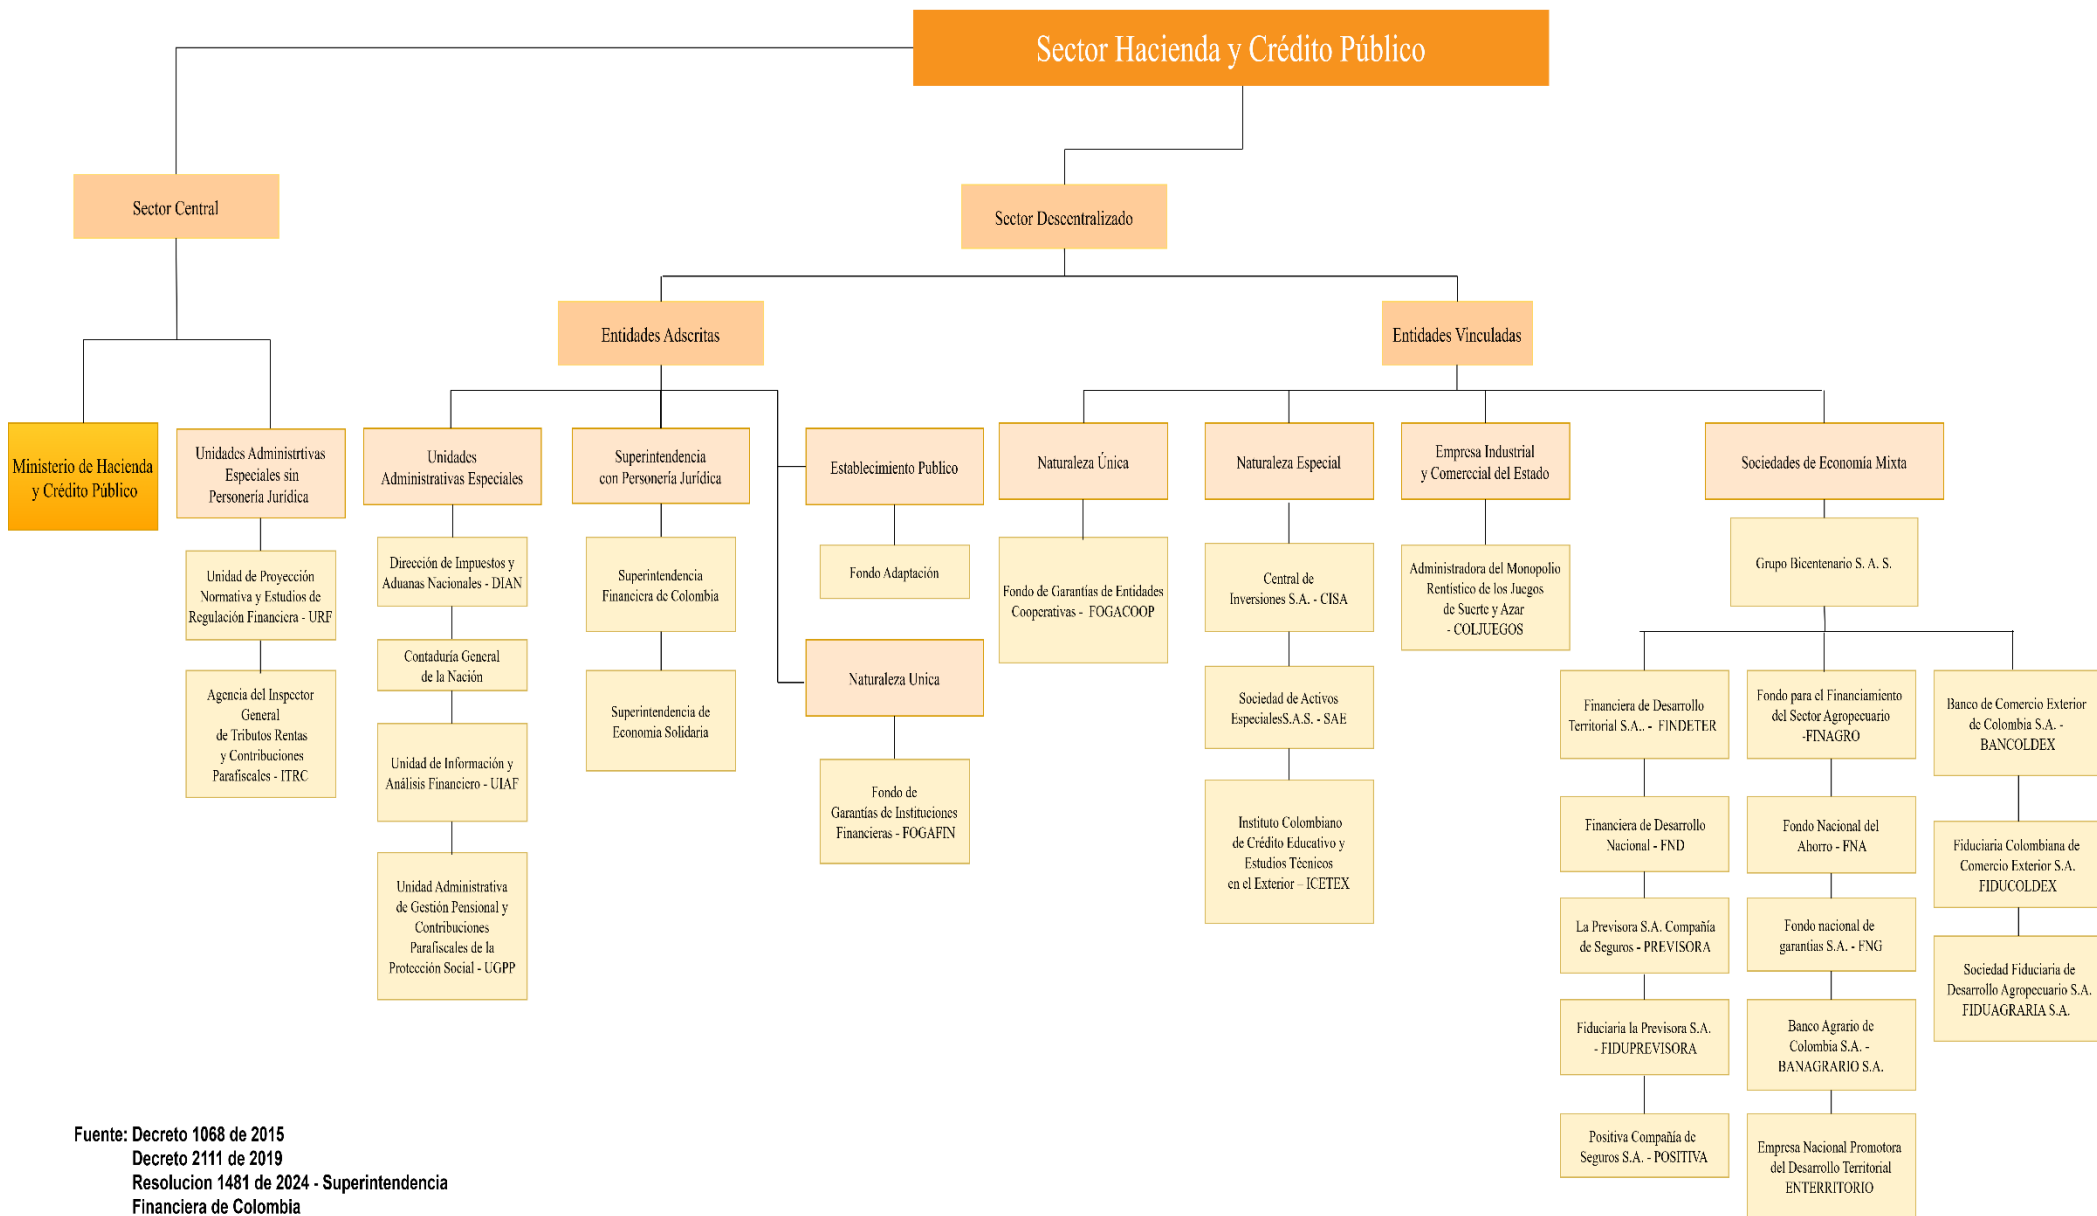 Sector Hacienda y Crédito Público
Sector Central
Sector Descentralizado
Entidades Adscritas
Entidades Vinculadas
Ministerio de Hacienda
y Crédito Público
Unidades Administrtivas
Especiales sin
Personería Jurídica
Unidades
Administrativas Especiales
Superintendencia
con Personería Jurídica
Establecimiento Publico
Naturaleza Única
Naturaleza Especial
Empresa Industrial
y Comercial del Estado
Sociedades de Economía Mixta
Unidad de Proyección
Normativa y Estudios de
Regulación Financiera - URF
Agencia del Inspector
General
de Tributos Rentas
y Contribuciones
Parafiscales - ITRC
Dirección de Impuestos y
Aduanas Nacionales - DIAN
Contaduría General
de la Nación
Unidad de Información y
Análisis Financiero - UIAF
Unidad Administrativa
de Gestión Pensional y
Contribuciones
Parafiscales de la
Protección Social - UGPP
Superintendencia
Financiera de Colombia
Superintendencia de
Economia Solidaria
Fondo Adaptación
Naturaleza Unica
Fondo de
Garantías de Instituciones
Financieras - FOGAFIN
Fondo de Garantías de Entidades
Cooperativas - FOGACOOP
Central de
Inversiones S.A. - CISA
Sociedad de Activos
EspecialesS.A.S. - SAE
Instituto Colombiano
de Crédito Educativo y
Estudios Técnicos
en el Exterior – ICETEX
Administradora del Monopolio
Rentístico de los Juegos
de Suerte y Azar
- COLJUEGOS
Grupo Bicentenario S. A. S.
Financiera de Desarrollo
Territorial S.A.. - FINDETER
Financiera de Desarrollo
Nacional - FND
La Previsora S.A. Compañía
de Seguros - PREVISORA
Fiduciaria la Previsora S.A.
- FIDUPREVISORA
Positiva Compañía de
Seguros S.A. - POSITIVA
Fondo para el Financiamiento
del Sector Agropecuario
-FINAGRO
Fondo Nacional del
Ahorro - FNA
Fondo nacional de
garantias S.A. - FNG
Banco Agrario de
Colombia S.A. -
BANAGRARIO S.A.
Empresa Nacional Promotora
del Desarrollo Territorial
ENTERRITORIO
Banco de Comercio Exterior
de Colombia S.A. -
BANCOLDEX
Fiduciaria Colombiana de
Comercio Exterior S.A.
FIDUCOLDEX
Sociedad Fiduciaria de
Desarrollo Agropecuario S.A.
FIDUAGRARIA S.A.
Fuente: Decreto 1068 de 2015
Decreto 2111 de 2019
Resolucion 1481 de 2024 - Superintendencia
Financiera de Colombia